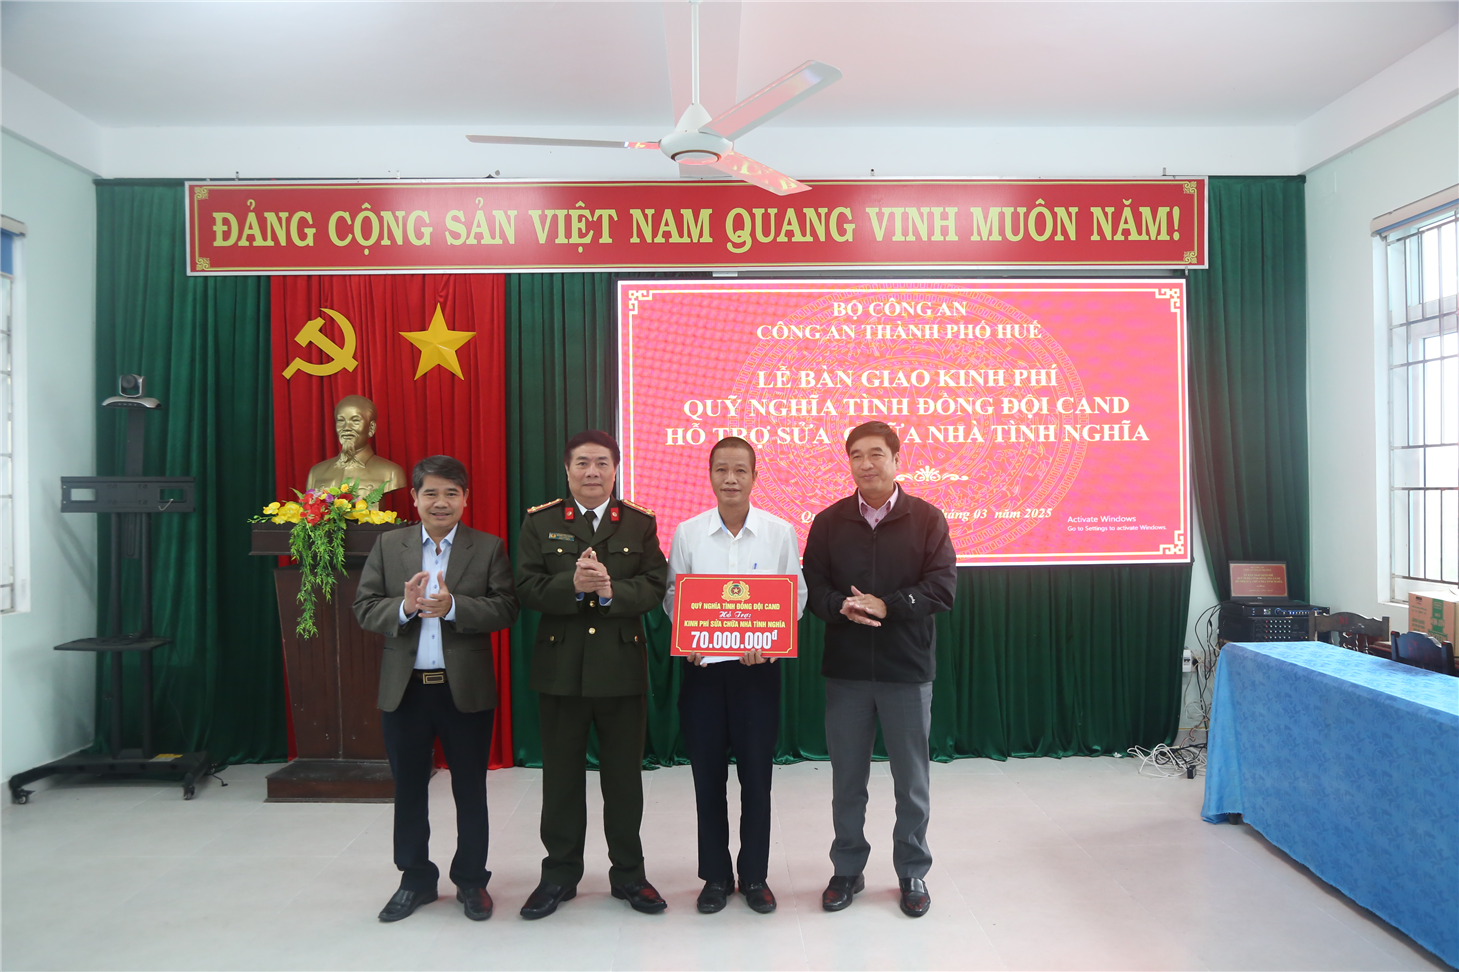 ĐẢNG CỘNG SẢN VIỆT NAM QUANG VINH MUÔN NĂM!
BỘ CÔNG AN
CÔNG AN THÀNH PHỐ HUẾ
LỄ BÀN GIAO KINH PHÍ
QUỸ NGHĨA TÌNH ĐỒNG ĐỘI CAND
HỖ TRỢ SỬA NHÀ TÌNH NGHĨA
03 năm 2025
Activate Windows
Go to Settings to activate Windows.
QUỸ NGHĨA TÌNH ĐỒNG ĐỘI CAND
Hỗ Trợ:
KINH PHÍ SỬA CHỮA NHÀ TÌNH NGHĨA
70.000.000đ